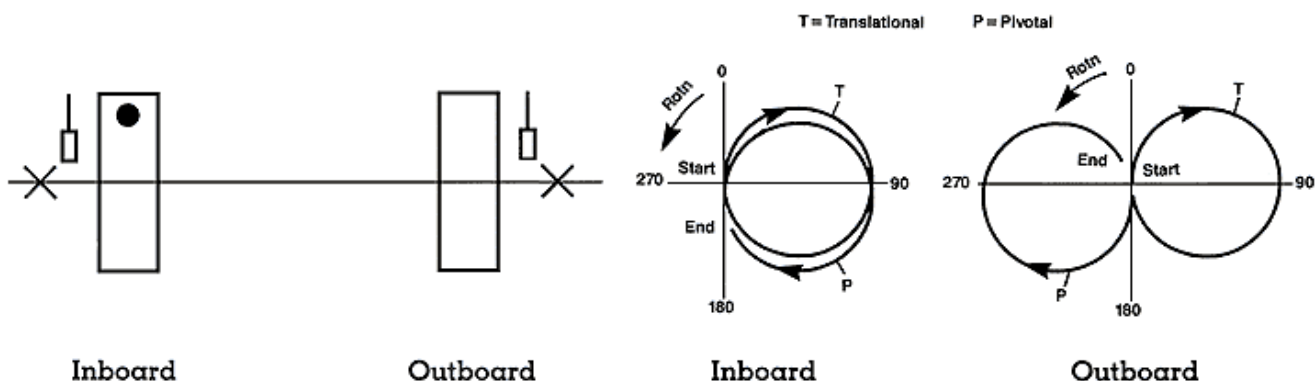 T = Translational P = Pivotal
0
Rotn
T
Start
270
90
End
P
180
0
Rotn
T
End
Start
270
90
P
180
Inboard
Outboard
Inboard
Outboard